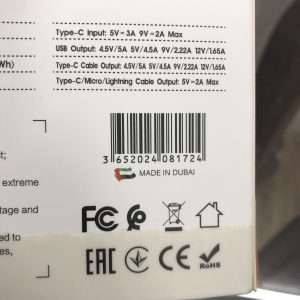 Type-C Input: 5V⎓3A 9V⎓2A Max
USB Output: 4.5V/5A 5V/4.5A 9V/2.22A 12V/1.65A
Wh)
Type-C Cable Output: 4.5V/5A 5V/4.5A 9V/2.22A 12V/1.65A
Type-C/Micro/Lightning Cable Output: 5V⎓2A Max
t;
extreme
3 652024 081724
MADE IN DUBAI
tage and
ed to
es,
FC
EAC
CE
RoHS